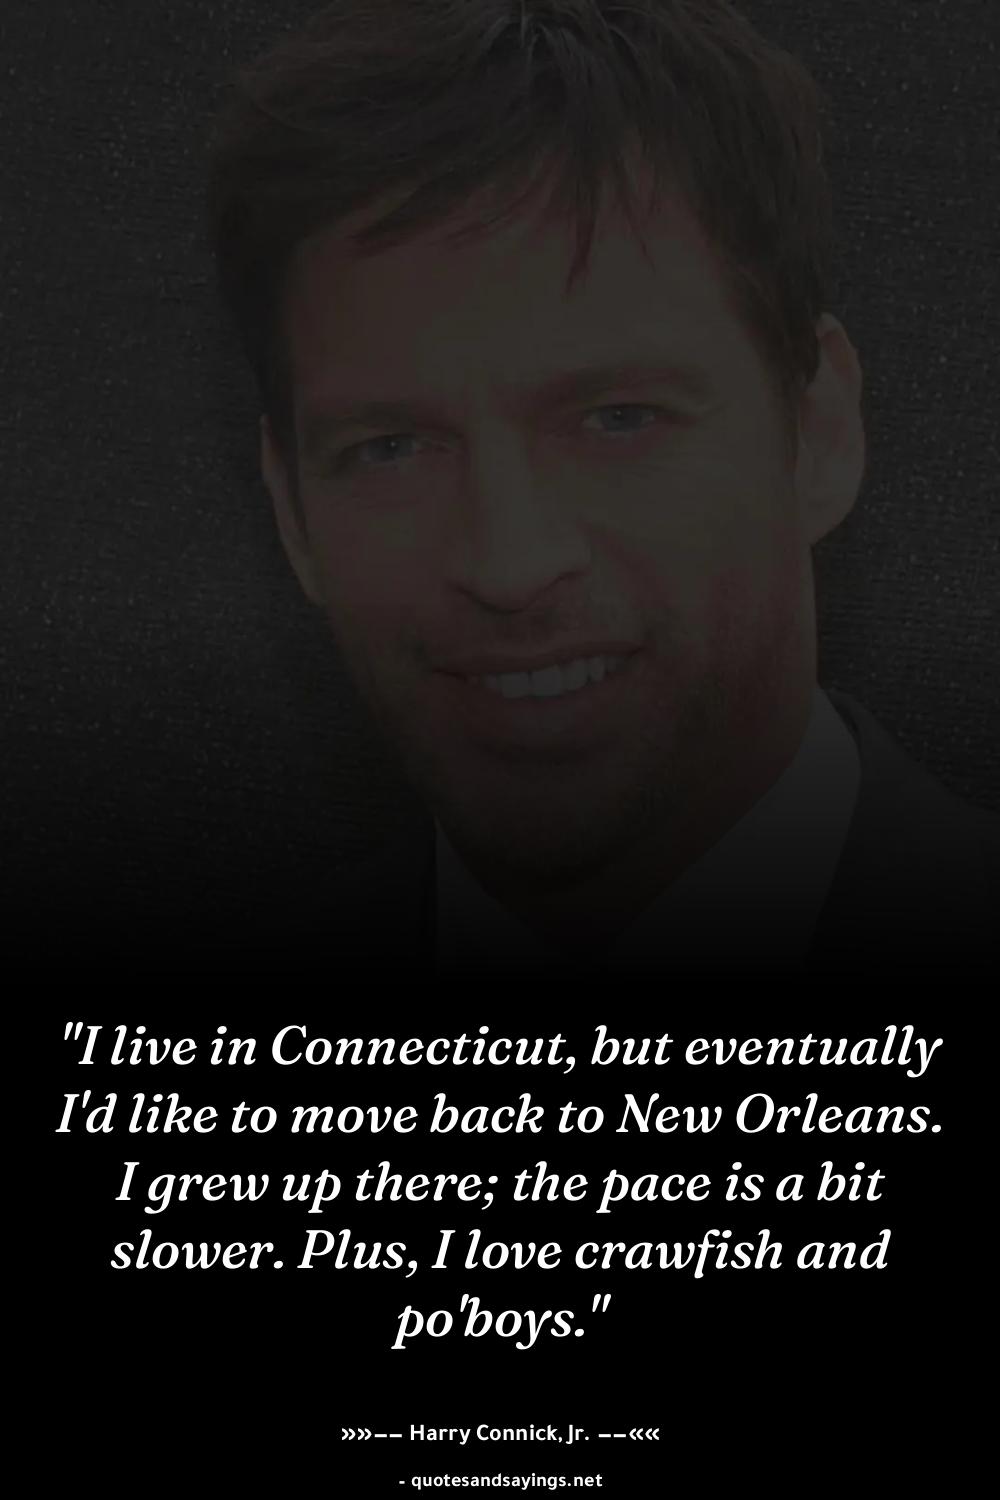 "I live in Connecticut, but eventually
I'd like to move back to New Orleans.
I grew up there; the pace is a bit
slower. Plus, I love crawfish and
po'boys."
»»–– Harry Connick, Jr. ––««
- quotesandsayings.net